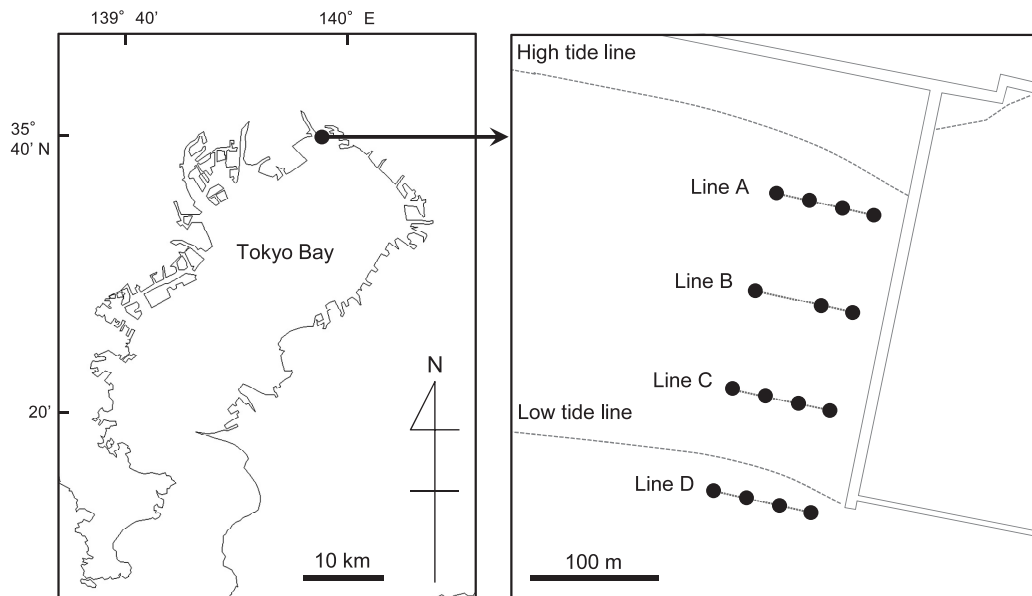 139° 40’
140° E
35°
40’ N
20’
Tokyo Bay
N
10 km
High tide line
Line A
Line B
Line C
Low tide line
Line D
100 m